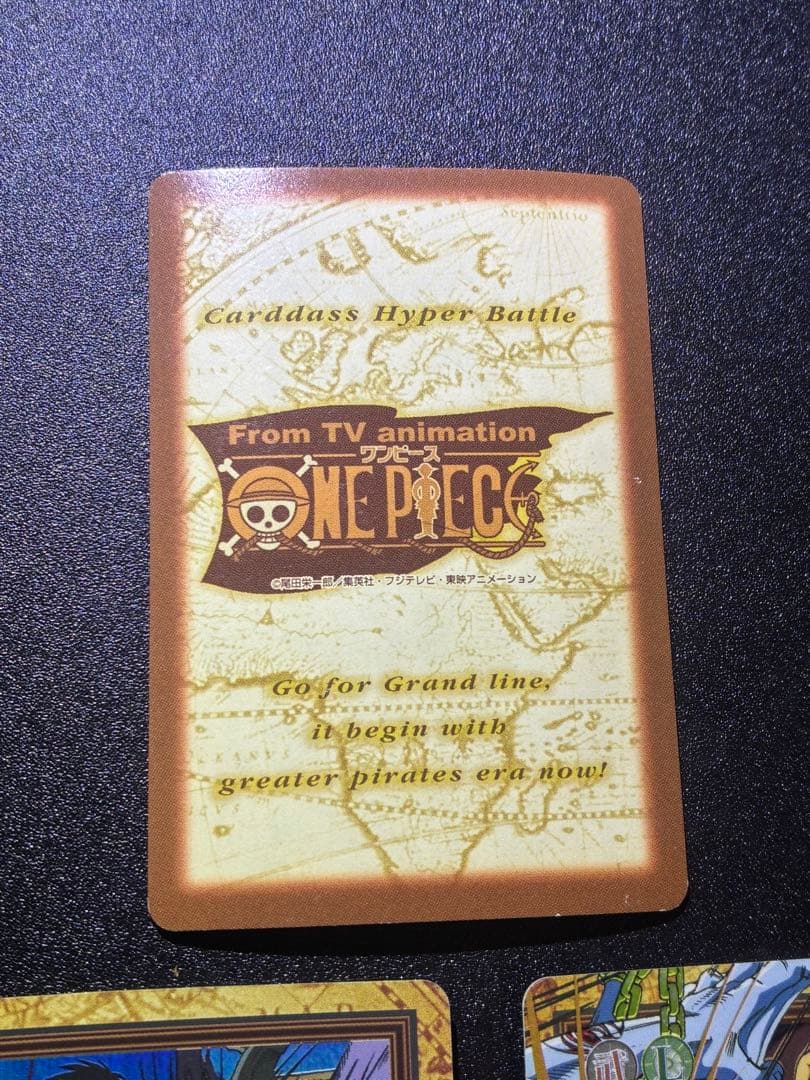 Septentrio
Carddass Hyper Battle
From TV animation
ワンピース
ONE PIECE
©尾田栄一郎／集英社・フジテレビ・東映アニメーション
Go for Grand line,
it begin with
greater pirates era now!